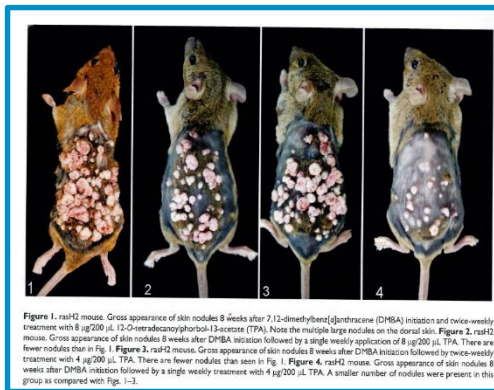 1
2
3
4
Figure 1. rasH2 mouse. Gross appearance of skin nodules 8 weeks after 7,12-dimethylbenz[a]anthracene (DMBA) initiation and twice-weekly
treatment with 8 µg/200 µL 12-O-tetradecanoylphorbol-13-acetate (TPA). Note the multiple large nodules on the dorsal skin. Figure 2. rasH2
mouse. Gross appearance of skin nodules 8 weeks after DMBA initiation followed by a single weekly application of 8 µg/200 µL TPA. There are
fewer nodules than in Fig. 1. Figure 3. rasH2 mouse. Gross appearance of skin nodules 8 weeks after DMBA initiation followed by twice-weekly
treatment with 4 µg/200 µL TPA. There are fewer nodules than seen in Fig. 1. Figure 4. rasH2 mouse. Gross appearance of skin nodules 8
weeks after DMBA initiation followed by a single weekly treatment with 4 µg/200 µL TPA. A smaller number of nodules were present in this
group as compared with Figs. 1–3.